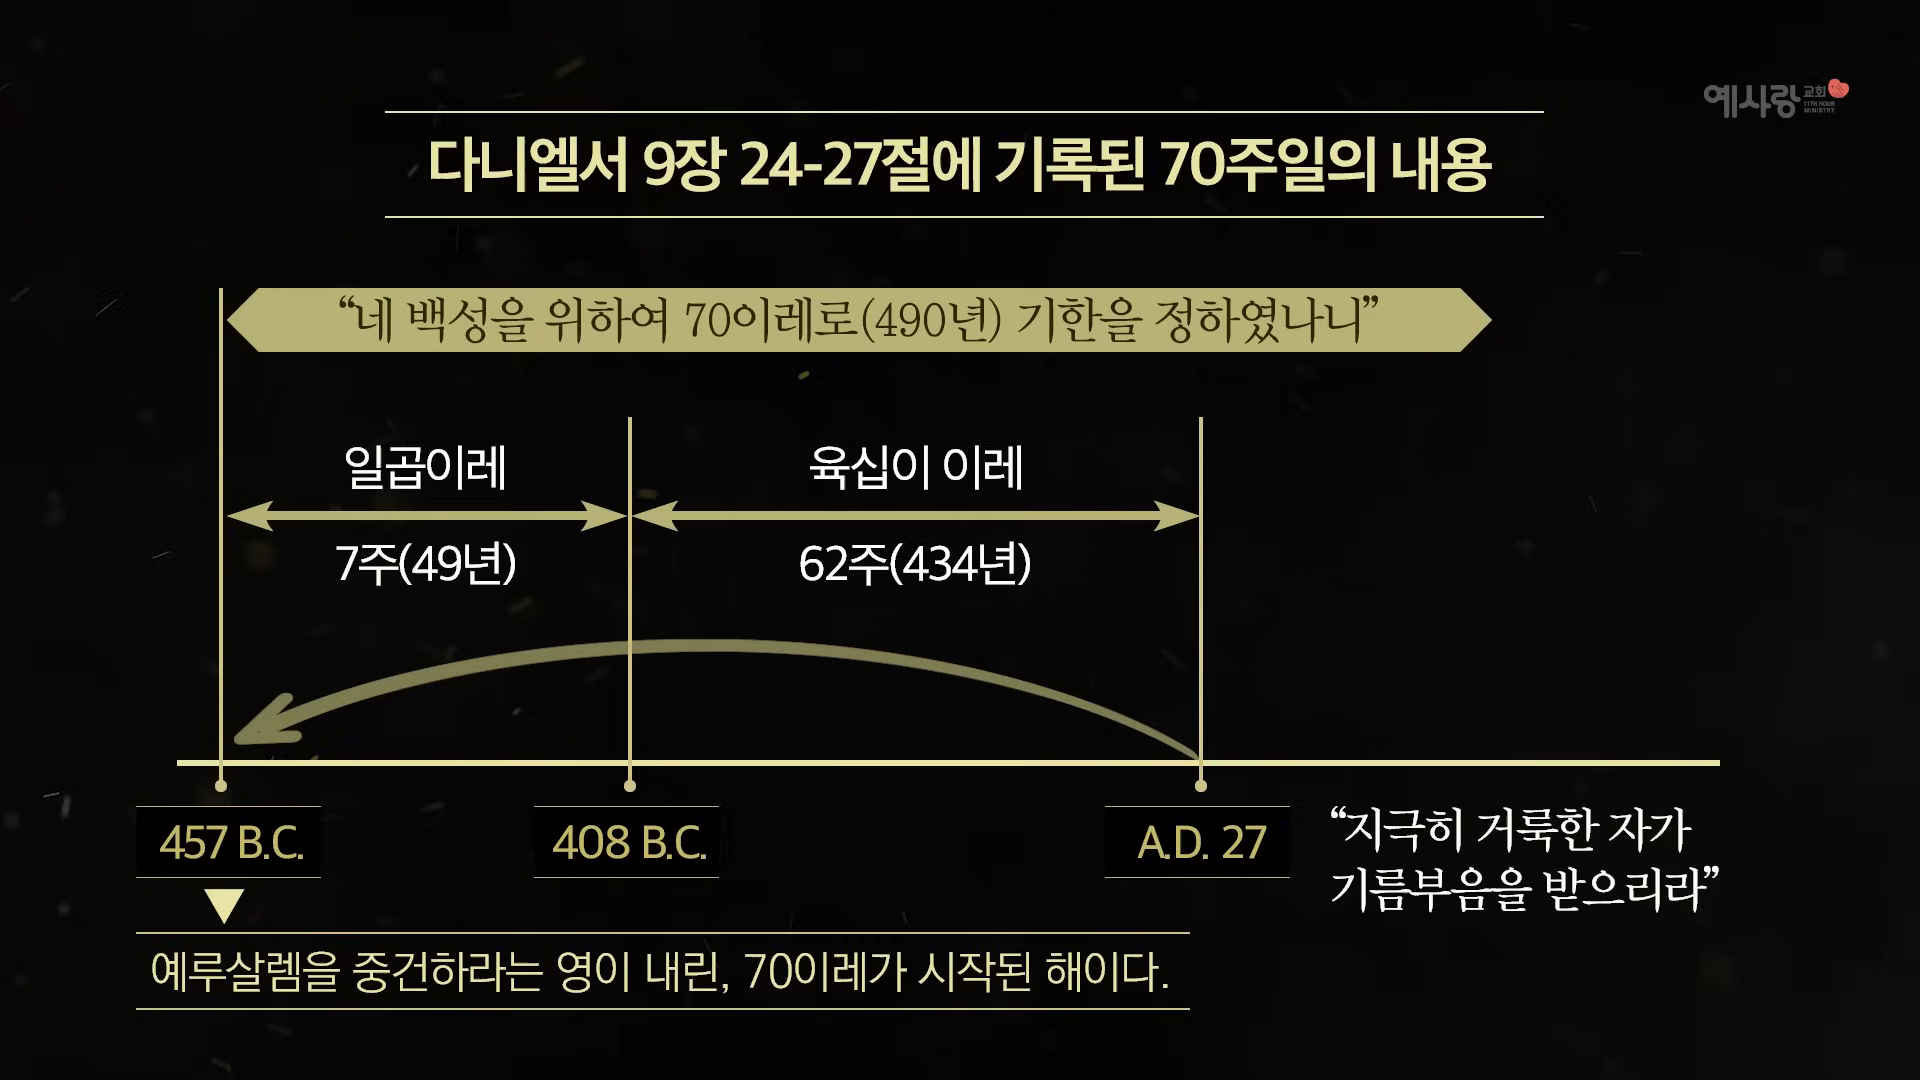 예사랑교회
11TH HOUR
MINISTRY
다니엘서 9장 24-27절에 기록된 70주일의 내용
“네 백성을 위하여 70이레로(490년) 기한을 정하였나니”
일곱이레
육십이 이레
7주(49년)
62주(434년)
457 B.C.
408 B.C.
A.D. 27
“지극히 거룩한 자가
기름부음을 받으리라”
예루살렘을 중건하라는 영이 내린, 70이레가 시작된 해이다.